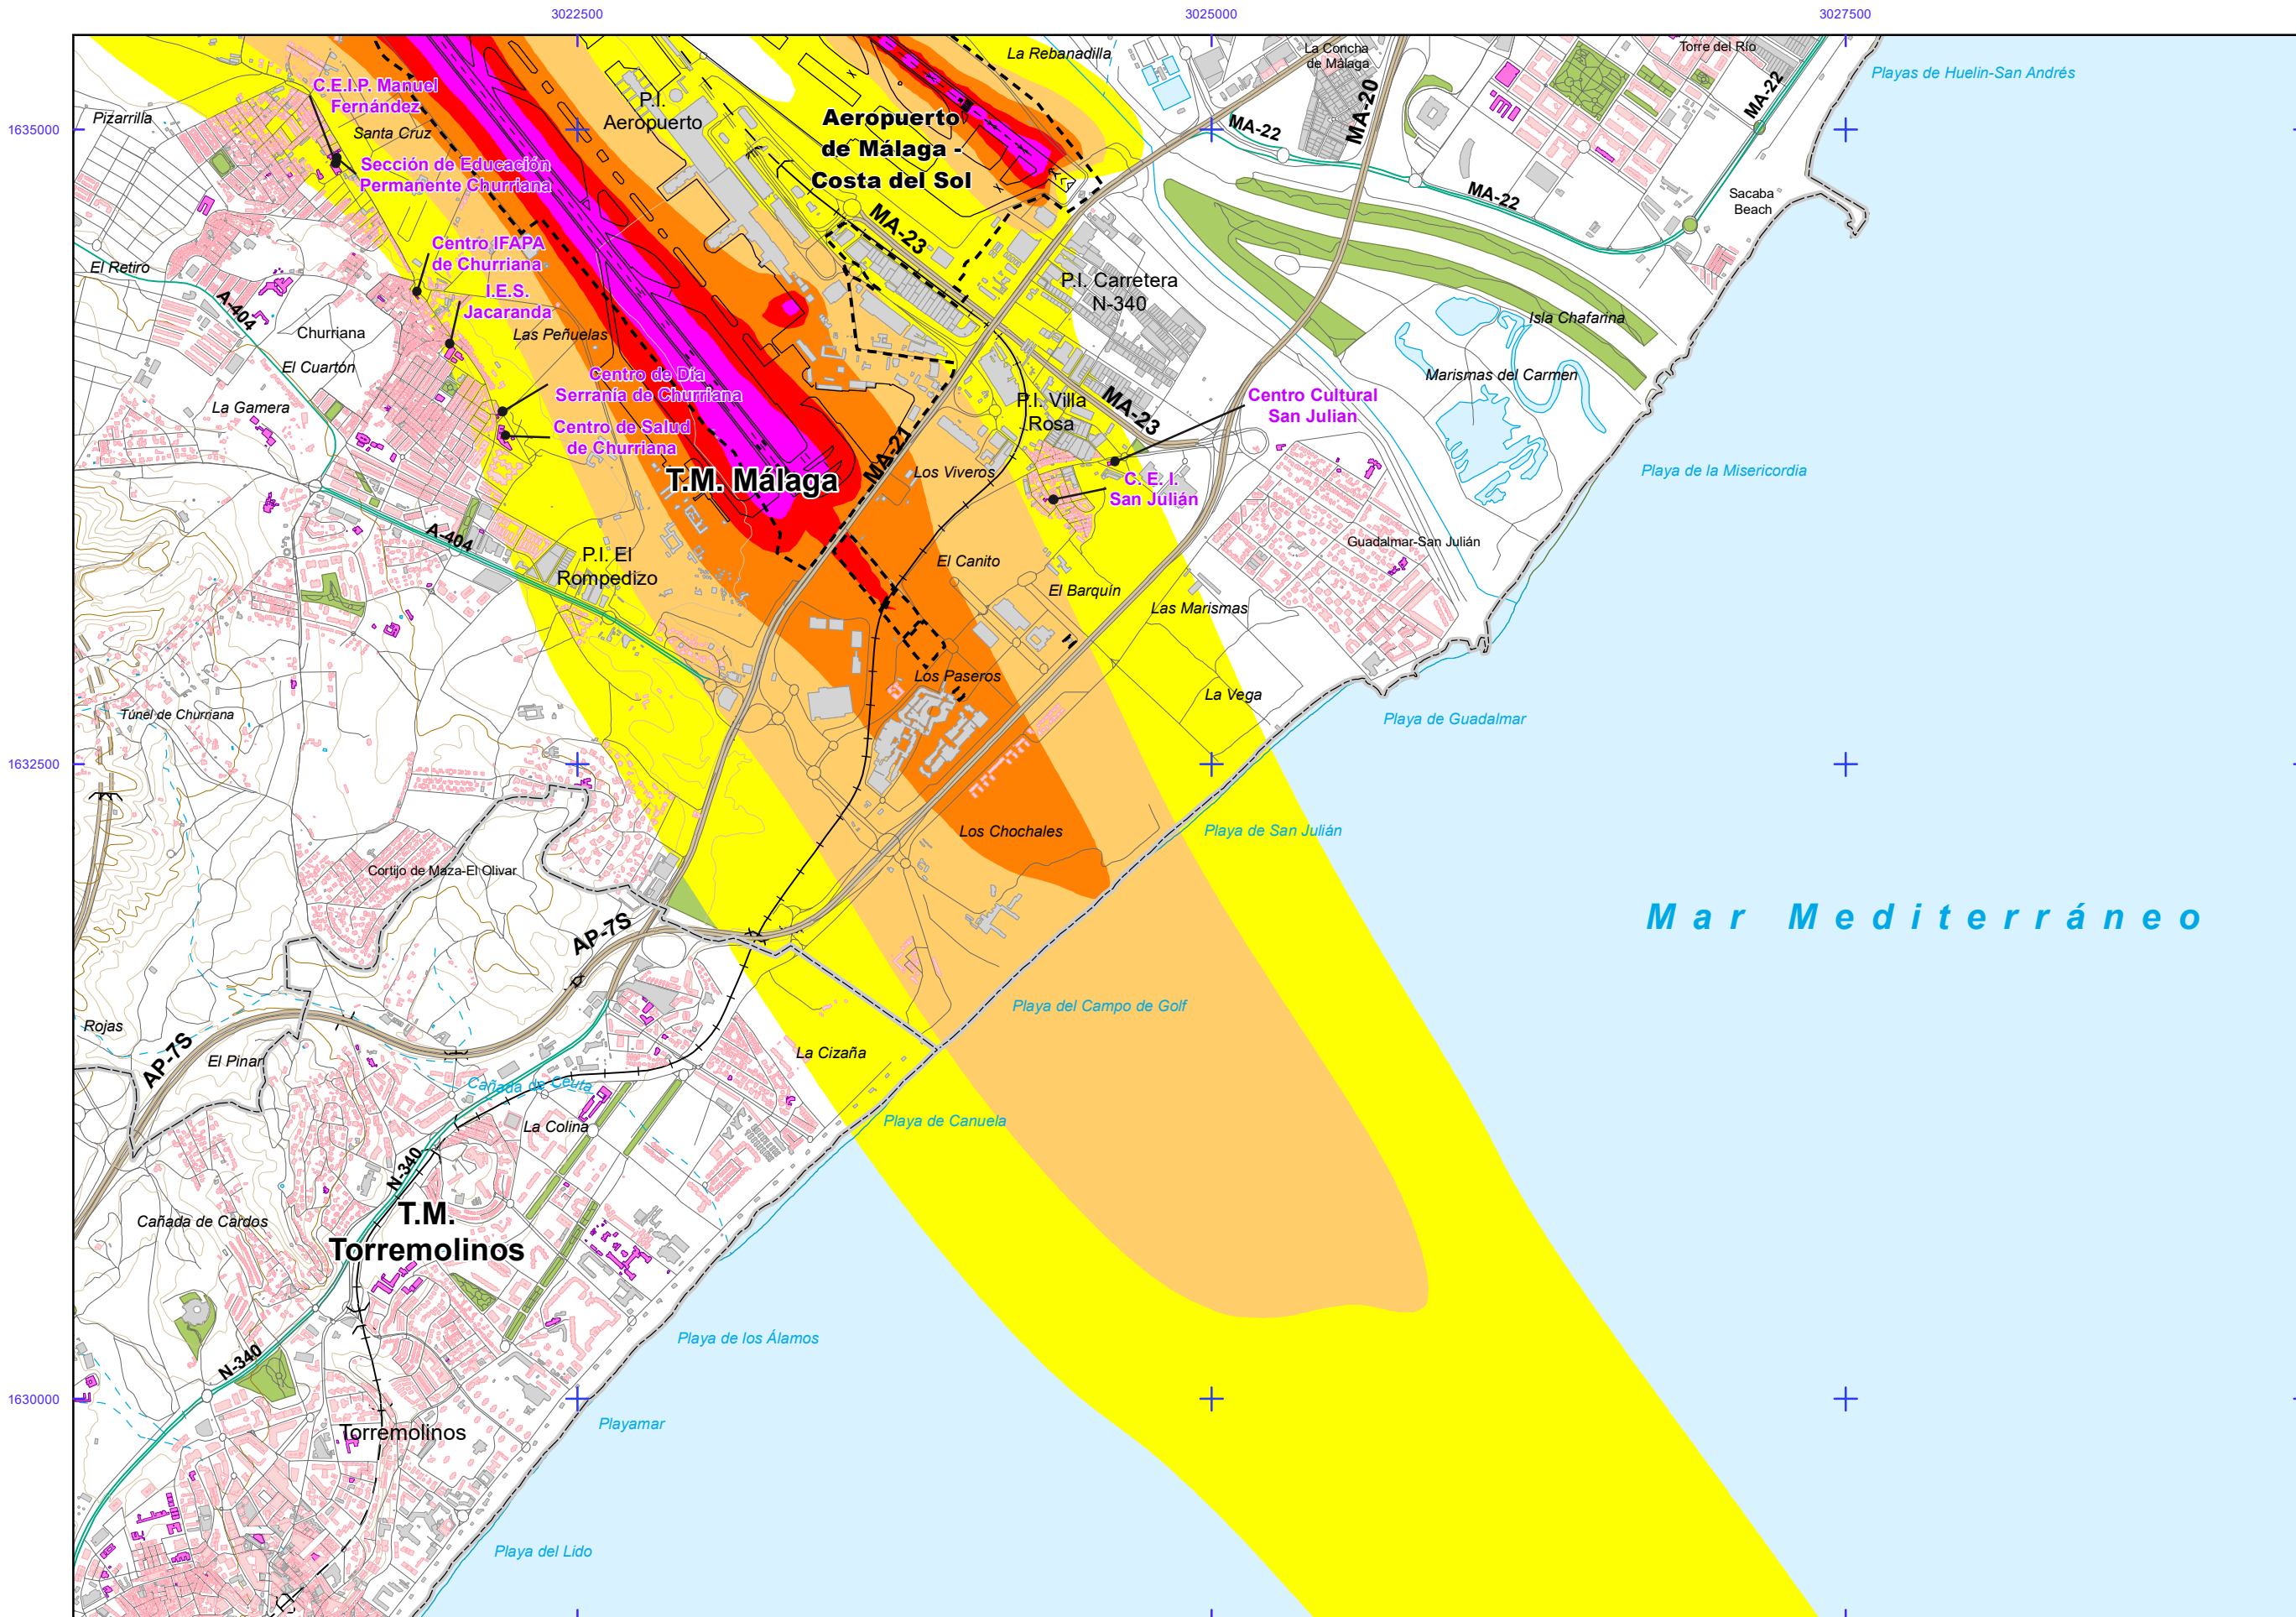 3022500
3025000
3027500
La Rebanadilla
La Concha
de Málaga
Torre del Río
Playas de Huelin-San Andrés
C.E.I.P. Manuel
Fernández
Pizarrilla
Santa Cruz
1635000
P.I.
Aeropuerto
Aeropuerto
de Málaga -
Costa del Sol
MA-20
MA-22
MA-22
MA-22
Sección de Educación
Permanente Churriana
Sacaba
Beach
MA-23
Centro IFAPA
de Churriana
El Retiro
A-404
I.E.S.
Jacaranda
P.I. Carretera
N-340
Isla Chafarina
Churriana
Las Peñuelas
El Cuartón
Centro de Día
Serranía de Churriana
Marismas del Carmen
La Gamera
P.I. Villa
Rosa
MA-23
Centro Cultural
San Julian
Centro de Salud
de Churriana
MA-21
T.M. Málaga
Los Viveros
C. E. I.
San Julián
Playa de la Misericordia
A-404
P.I. El
Rompedizo
El Canito
El Barquín
Guadalmar-San Julián
Las Marismas
Los Paseros
La Vega
Túnel de Churriana
Playa de Guadalmar
1632500
Los Chochales
Playa de San Julián
Cortijo de Maza-El Olivar
AP-7S
Mar Mediterráneo
Playa del Campo de Golf
Rojas
AP-7S
El Pinar
La Cizaña
Cañada de Ceuta
La Colina
Playa de Canuela
N-340
T.M.
Torremolinos
Cañada de Cardos
Playa de los Álamos
N-340
1630000
Playamar
Torremolinos
Playa del Lido